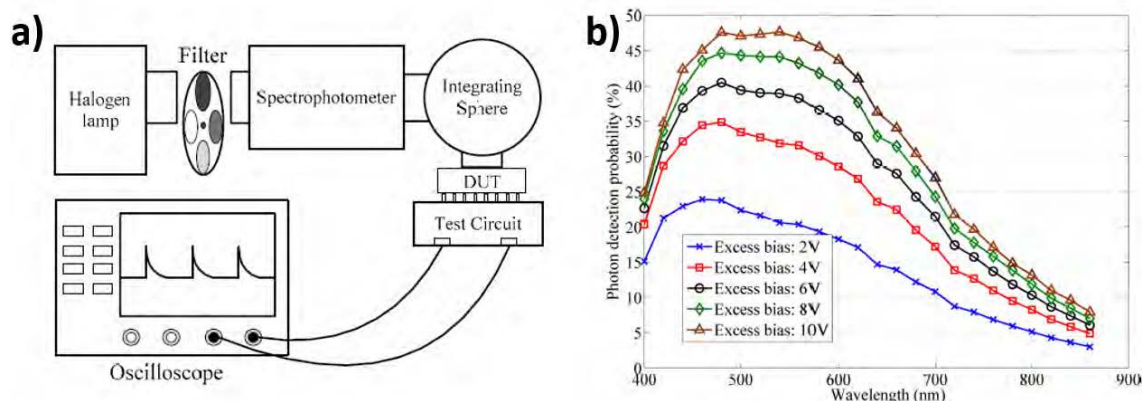 a)
Halogen
lamp
Filter
Spectrophotometer
Integrating
Sphere
DUT
Test Circuit
Oscilloscope
b)
Photon detection probability (%)
50
45
40
35
30
25
20
15
10
5
0
Excess bias: 2V
Excess bias: 4V
Excess bias: 6V
Excess bias: 8V
Excess bias: 10V
400 500 600 700 800 900
Wavelength (nm)